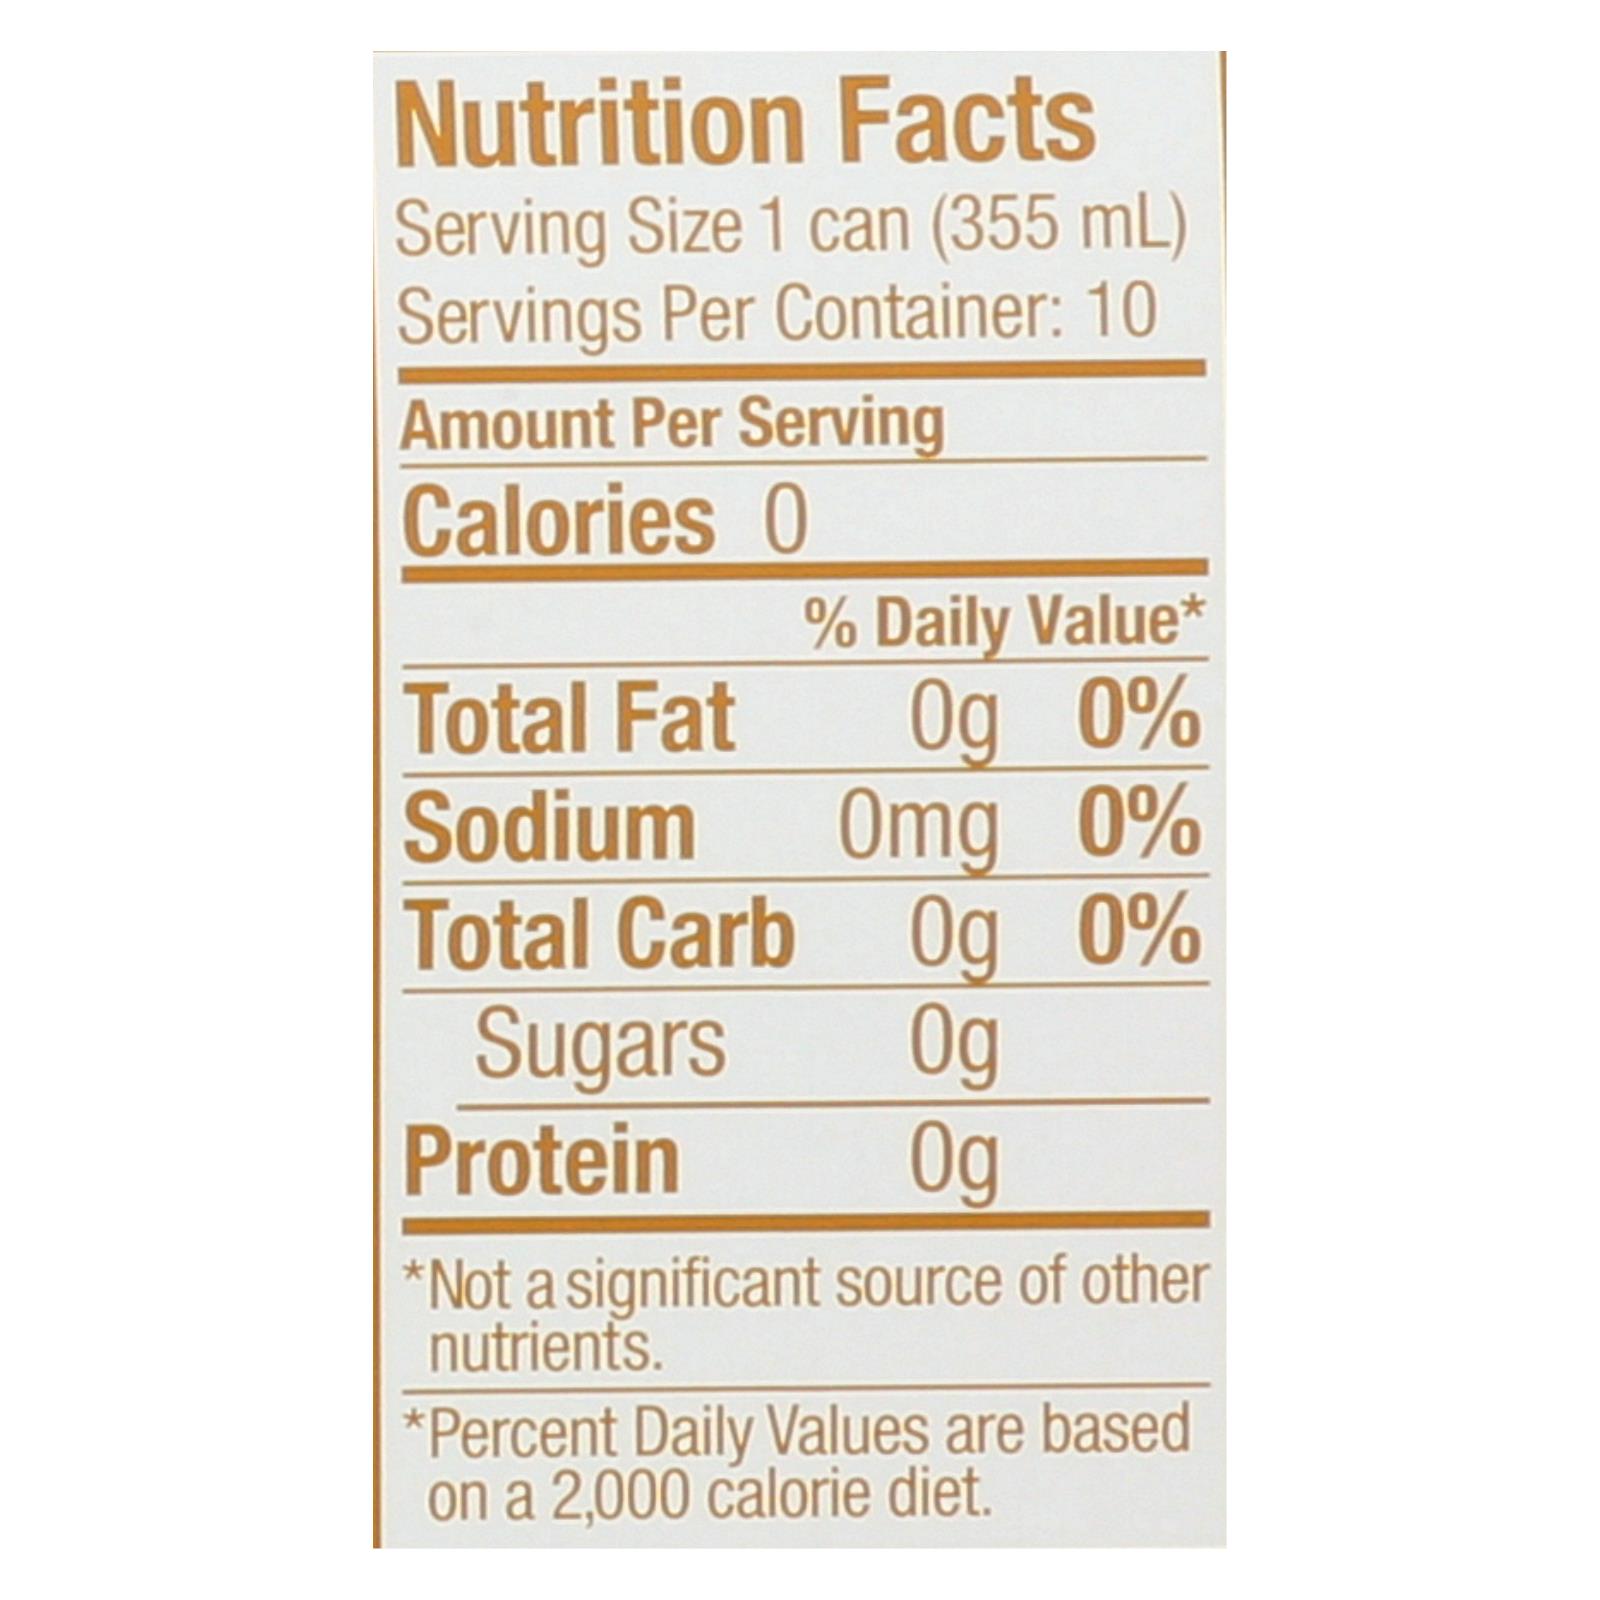 Nutrition Facts
Serving Size 1 can (355 mL)
Servings Per Container: 10
Amount Per Serving
Calories 0
% Daily Value*
Total Fat 0g 0%
Sodium 0mg 0%
Total Carb 0g 0%
Sugars 0g
Protein 0g
*Not a significant source of other
nutrients.
*Percent Daily Values are based
on a 2,000 calorie diet.